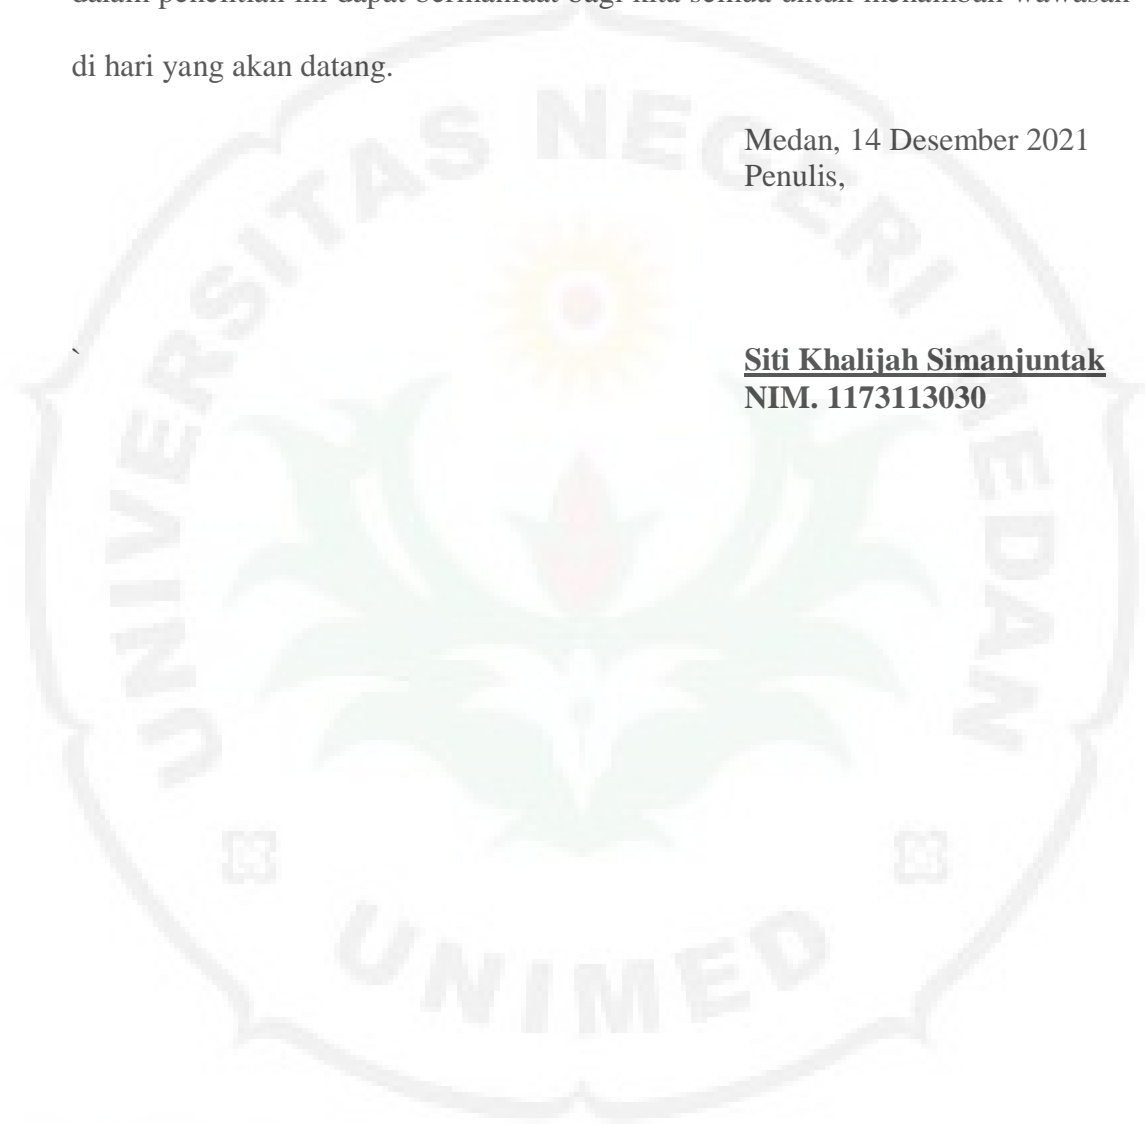 dalam penelitian ini dapat bermanfaat bagi kita semua untuk menambah wawasan
di hari yang akan datang.
Medan, 14 Desember 2021
Penulis,
`
Siti Khalijah Simanjuntak
NIM. 1173113030
UNIVERSITAS NEGERI MEDAN
UNIMED